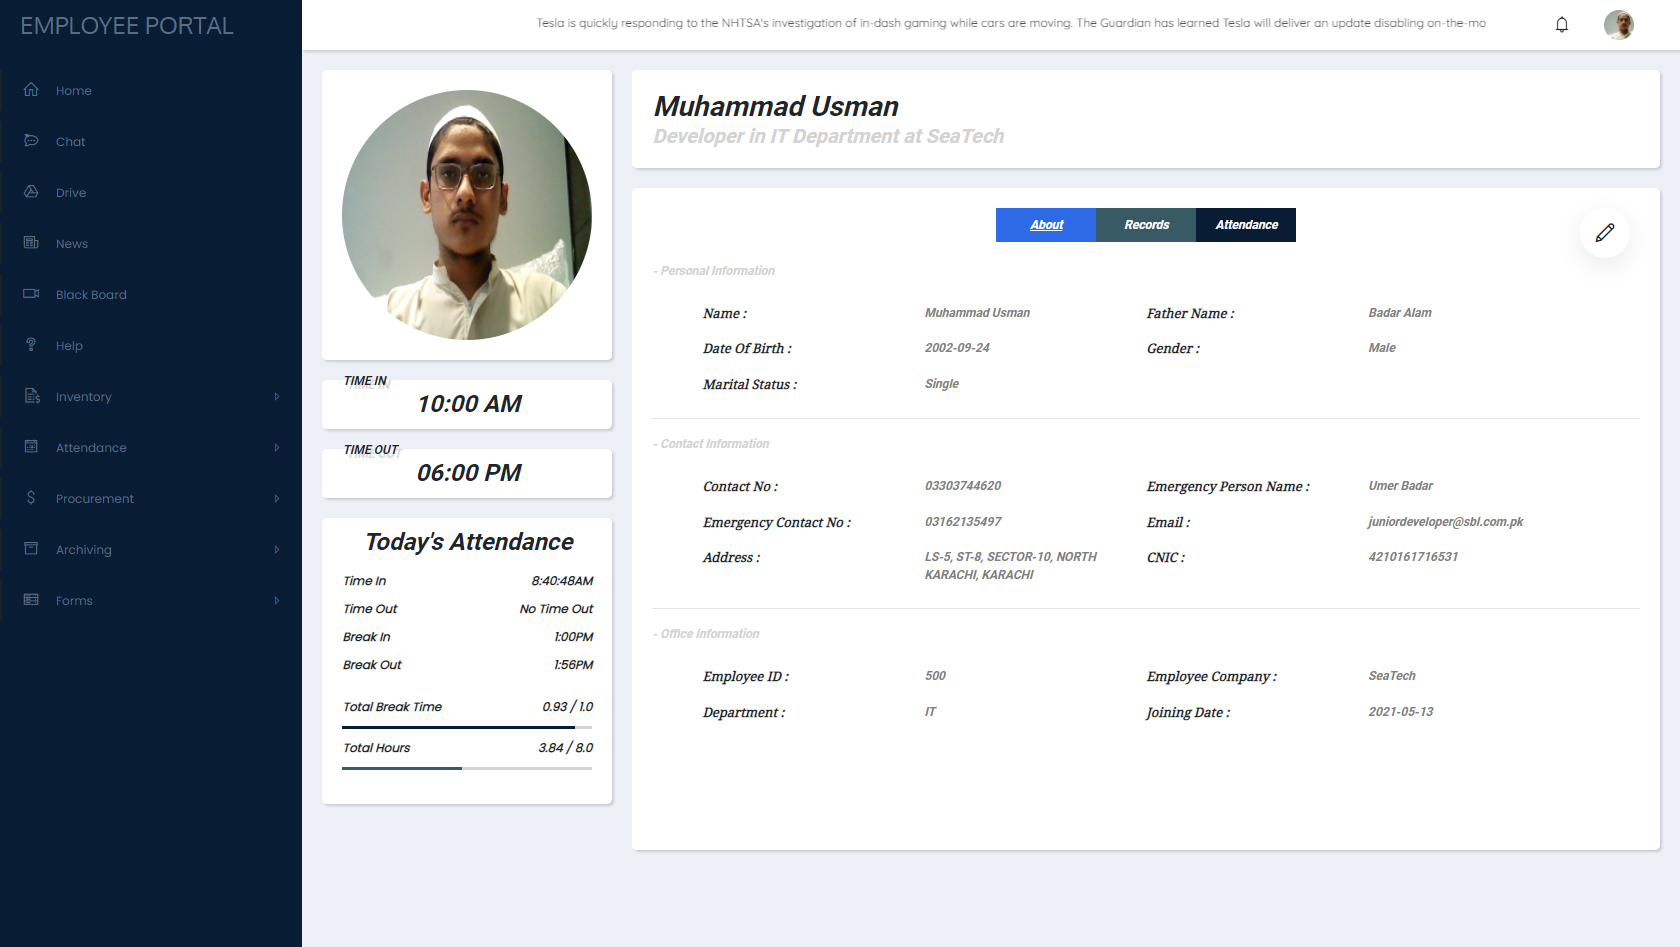 EMPLOYEE PORTAL
Tesla is quickly responding to the NHTSA's investigation of in-dash gaming while cars are moving. The Guardian has learned Tesla will deliver an update disabling on-the-mo
Home
Chat
Drive
News
Black Board
Help
Inventory
Attendance
Procurement
Archiving
Forms
TIME IN
10:00 AM
TIME OUT
06:00 PM
Today's Attendance
Time In 8:40:48AM
Time Out No Time Out
Break In 1:00PM
Break Out 1:56PM
Total Break Time 0.93 / 1.0
Total Hours 3.84 / 8.0
Muhammad Usman
Developer in IT Department at SeaTech
About Records Attendance
- Personal Information
Name : Muhammad Usman Father Name : Badar Alam
Date Of Birth : 2002-09-24 Gender : Male
Marital Status : Single
- Contact Information
Contact No : 03303744620 Emergency Person Name : Umer Badar
Emergency Contact No : 03162135497 Email : juniordeveloper@sbl.com.pk
Address : LS-5, ST-8, SECTOR-10, NORTH CNIC : 4210161716531
KARACHI, KARACHI
- Office Information
Employee ID : 500 Employee Company : SeaTech
Department : IT Joining Date : 2021-05-13